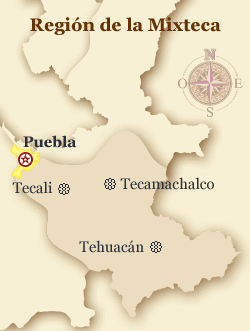 Región de la Mixteca
N
O E
S
Puebla
Tecali
Tecamachalco
Tehuacán